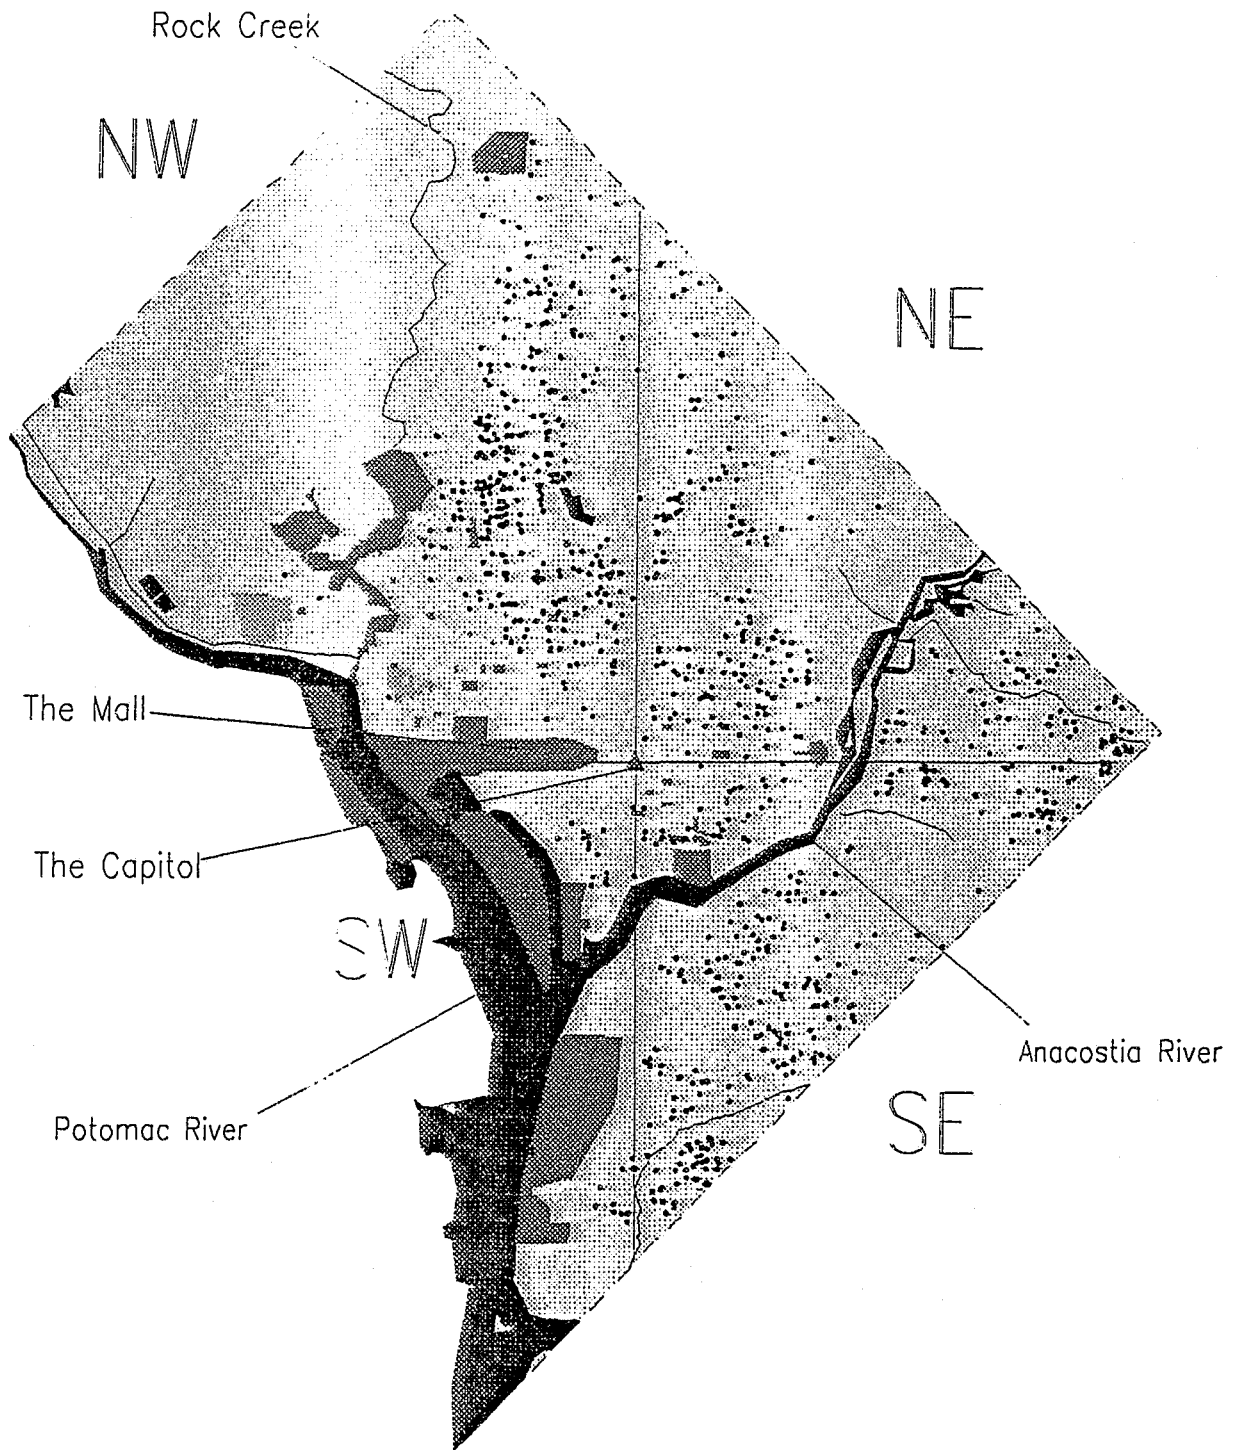 Rock Creek
NW
NE
The Mall
The Capitol
SW
Anacostia River
Potomac River
SE